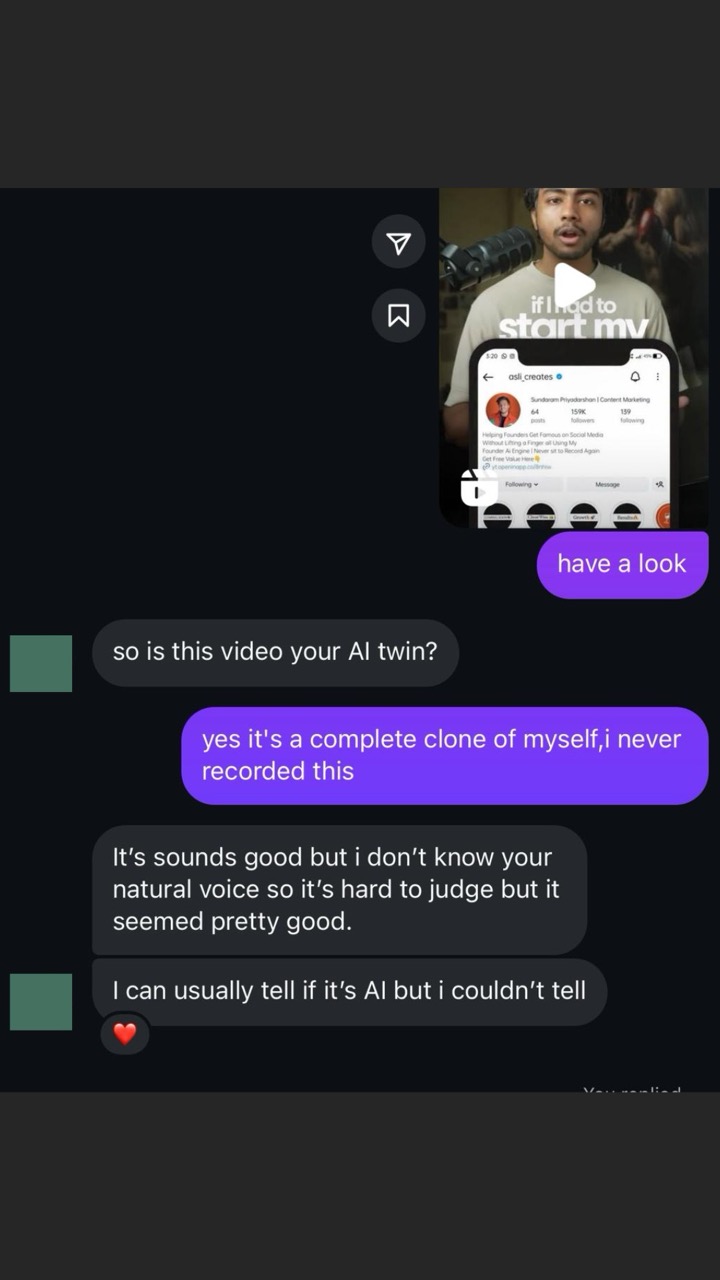 if I had to
start my
3:20
asli_creates
Sundaram Priyadarshan | Content Marketing
64 159K 139
posts followers following
Helping Founders Get Famous on Social Media
Without Lifting a Finger all Using My
Founder Ai Engine | Never sit to Record Again
Get Free Value Here👇
Following Message
have a look
so is this video your AI twin?
yes it's a complete clone of myself,i never
recorded this
It’s sounds good but i don’t know your
natural voice so it’s hard to judge but it
seemed pretty good.
I can usually tell if it’s AI but i couldn’t tell
❤️
You replied